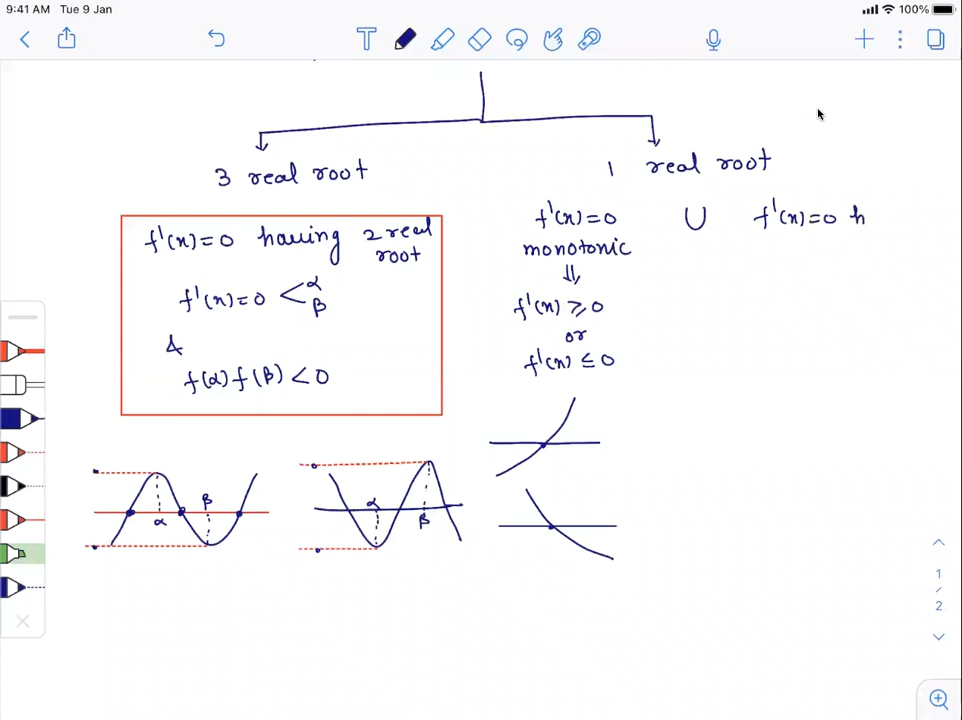 9:41 AM Tue 9 Jan
100%
T
3 real root
1 real root
f'(x)=0 having 2 real root
f'(x)=0 < α β
&
f(α) f(β) < 0
f'(x)=0 ∪ f'(x)=0 h
monotonic
⇓
f'(x) ⩾ 0
or
f'(x) ≤ 0
α
β
α
β
1
/
2